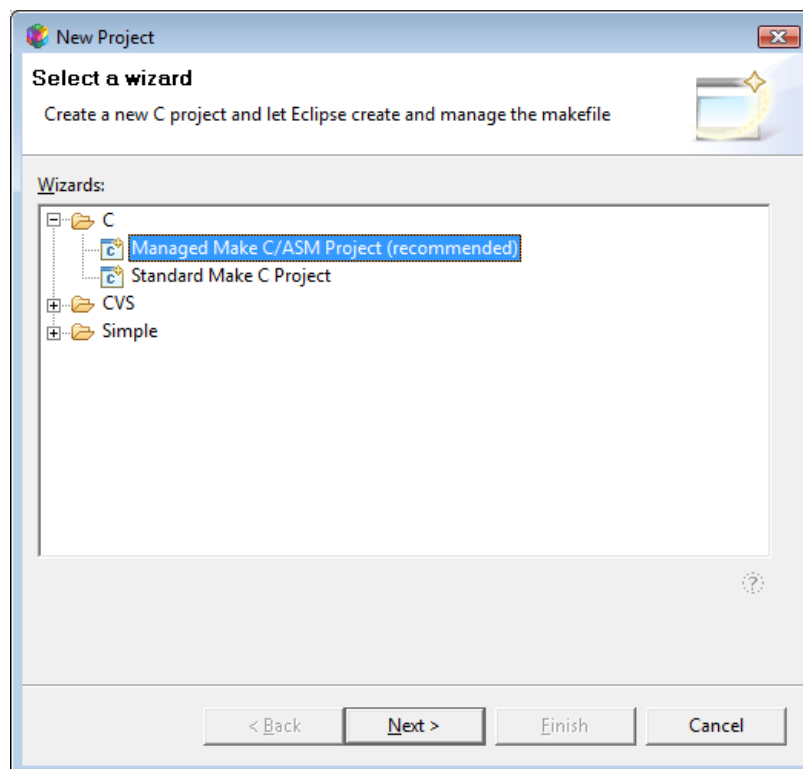 New Project
Select a wizard
Create a new C project and let Eclipse create and manage the makefile
Wizards:
C
Managed Make C/ASM Project (recommended)
Standard Make C Project
CVS
Simple
?
< Back Next > Finish Cancel